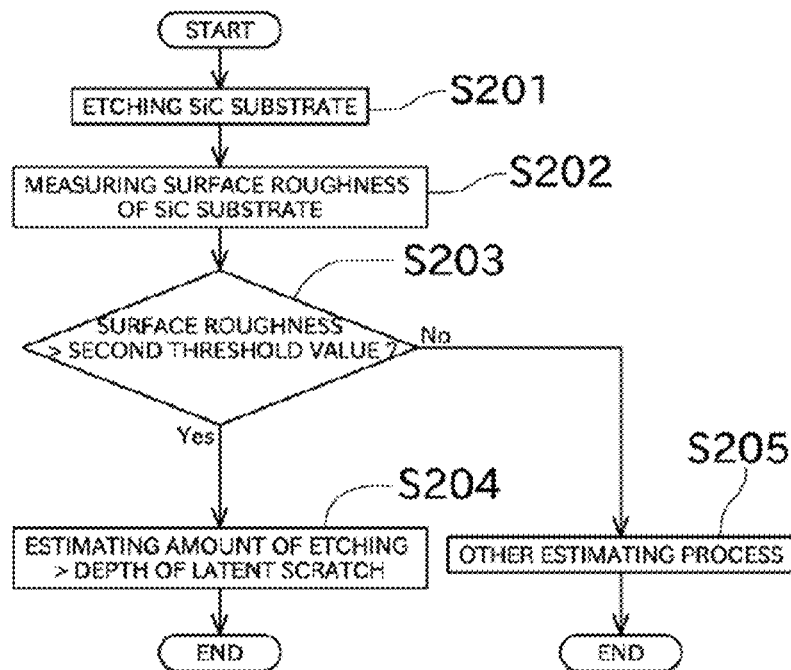 START
ETCHING SiC SUBSTRATE
S201
MEASURING SURFACE ROUGHNESS
OF SiC SUBSTRATE
S202
S203
SURFACE ROUGHNESS
> SECOND THRESHOLD VALUE ?
No
Yes
S204
S205
ESTIMATING AMOUNT OF ETCHING
> DEPTH OF LATENT SCRATCH
OTHER ESTIMATING PROCESS
END
END